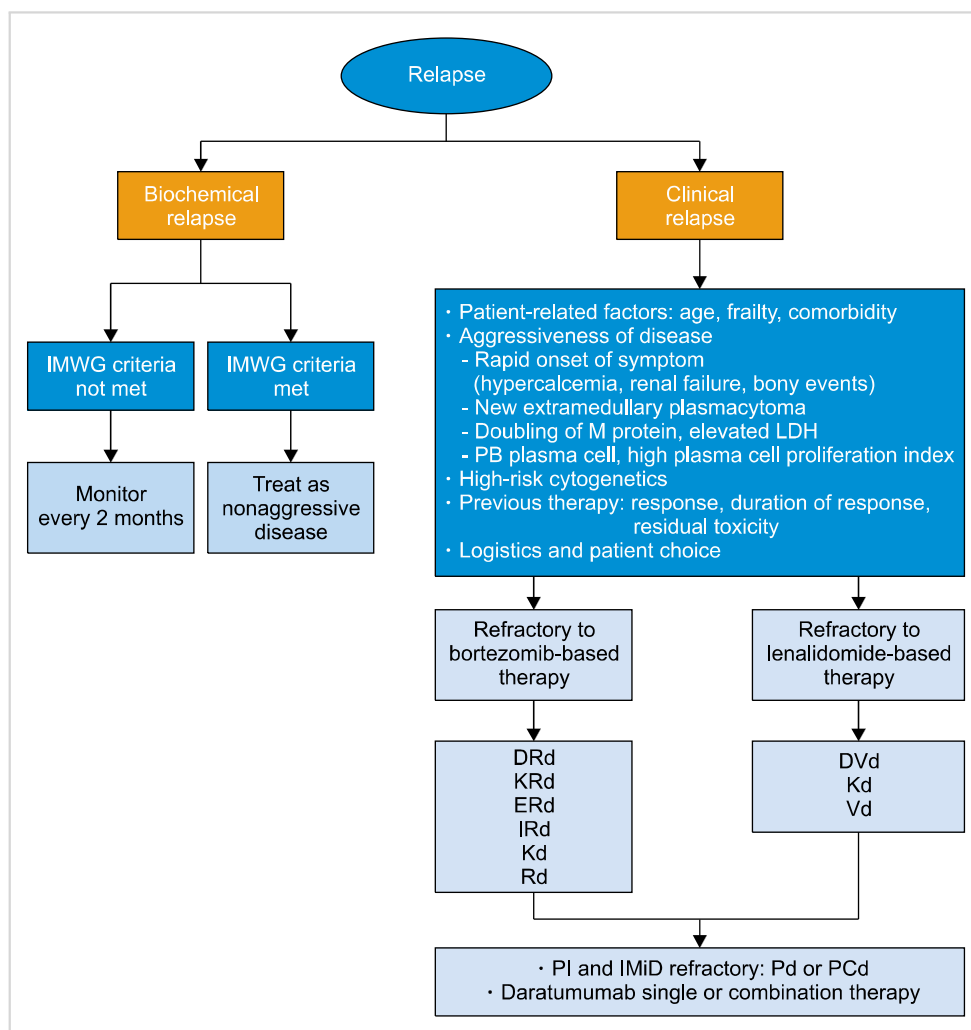 Relapse
Biochemical
relapse
Clinical
relapse
IMWG criteria
not met
IMWG criteria
met
Monitor
every 2 months
Treat as
nonaggressive
disease
· Patient-related factors: age, frailty, comorbidity
· Aggressiveness of disease
- Rapid onset of symptom
(hypercalcemia, renal failure, bony events)
- New extramedullary plasmacytoma
- Doubling of M protein, elevated LDH
- PB plasma cell, high plasma cell proliferation index
· High-risk cytogenetics
· Previous therapy: response, duration of response,
residual toxicity
· Logistics and patient choice
Refractory to
bortezomib-based
therapy
Refractory to
lenalidomide-based
therapy
DRd
KRd
ERd
IRd
Kd
Rd
DVd
Kd
Vd
· PI and IMiD refractory: Pd or PCd
· Daratumumab single or combination therapy